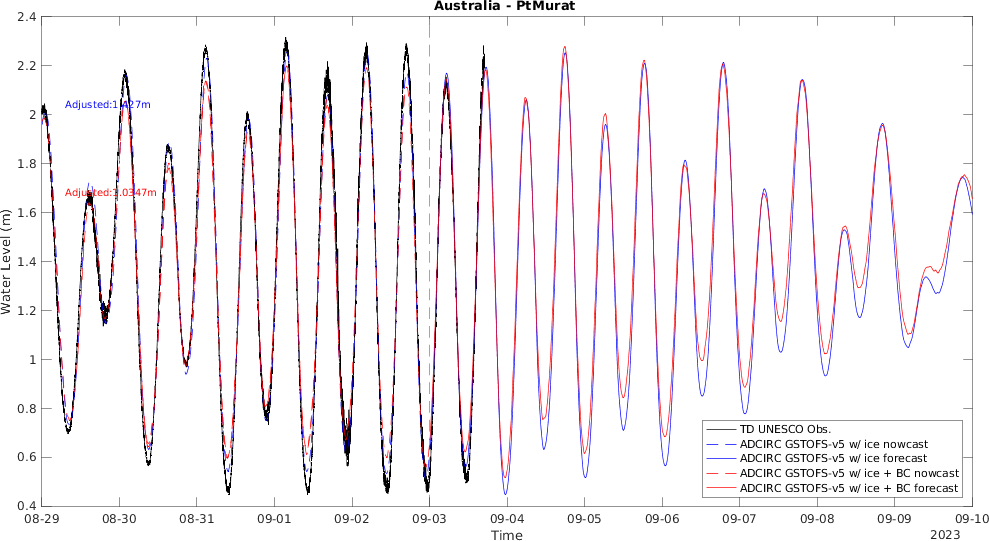 Australia - PtMurat
2.4
2.2
2
1.8
1.6
1.4
1.2
1
0.8
0.6
0.4
Water Level (m)
Adjusted:1.427m
Adjusted:1.0347m
08-29
08-30
08-31
09-01
09-02
09-03
09-04
09-05
09-06
09-07
09-08
09-09
09-10
Time
2023
TD UNESCO Obs.
ADCIRC GSTOFS-v5 w/ ice nowcast
ADCIRC GSTOFS-v5 w/ ice forecast
ADCIRC GSTOFS-v5 w/ ice + BC nowcast
ADCIRC GSTOFS-v5 w/ ice + BC forecast